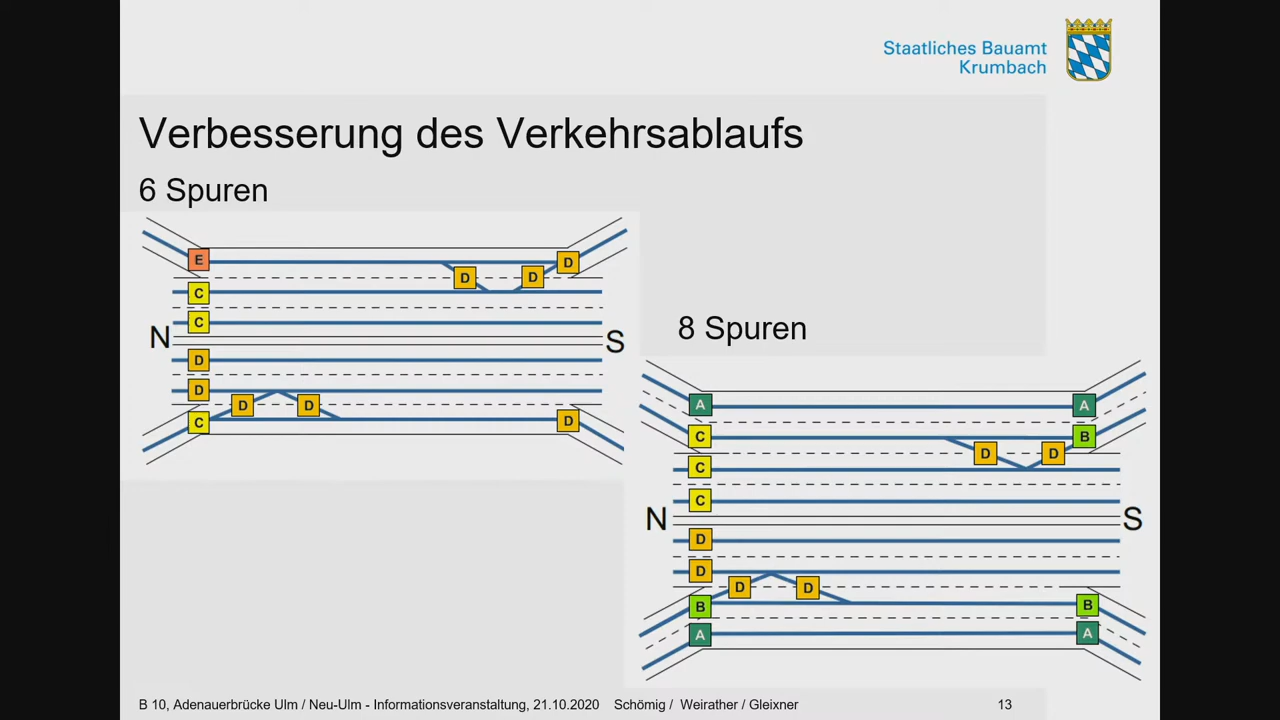 Staatliches Bauamt
Krumbach
Verbesserung des Verkehrsablaufs
6 Spuren
E
D
D
D
C
C
N
S
D
D
D
D
C
D
8 Spuren
A
A
C
B
D
D
C
C
N
S
D
D
D
D
B
B
A
A
B 10, Adenauerbrücke Ulm / Neu-Ulm - Informationsveranstaltung, 21.10.2020 Schömig / Weirather / Gleixner 13